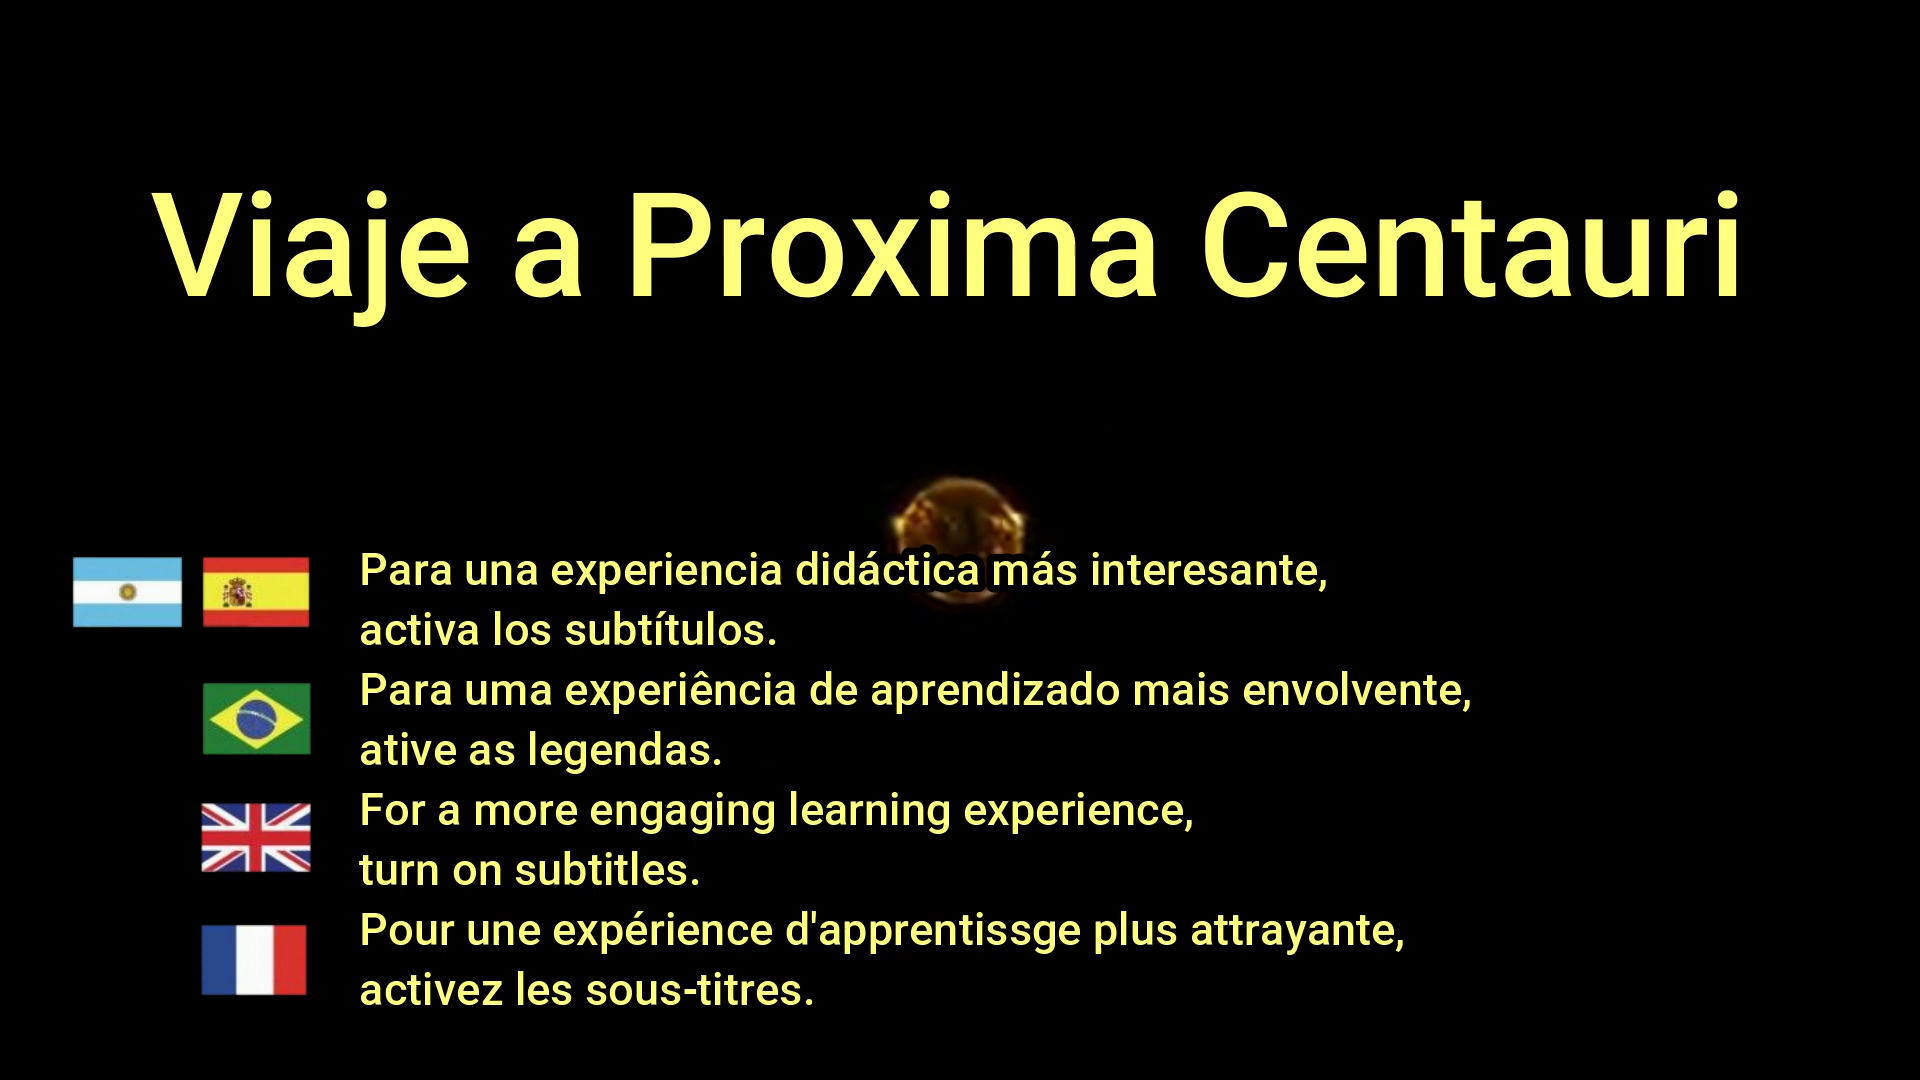 Viaje a Proxima Centauri
Para una experiencia didáctica más interesante,
activa los subtítulos.
Para uma experiência de aprendizado mais envolvente,
ative as legendas.
For a more engaging learning experience,
turn on subtitles.
Pour une expérience d'apprentissge plus attrayante,
activez les sous-titres.